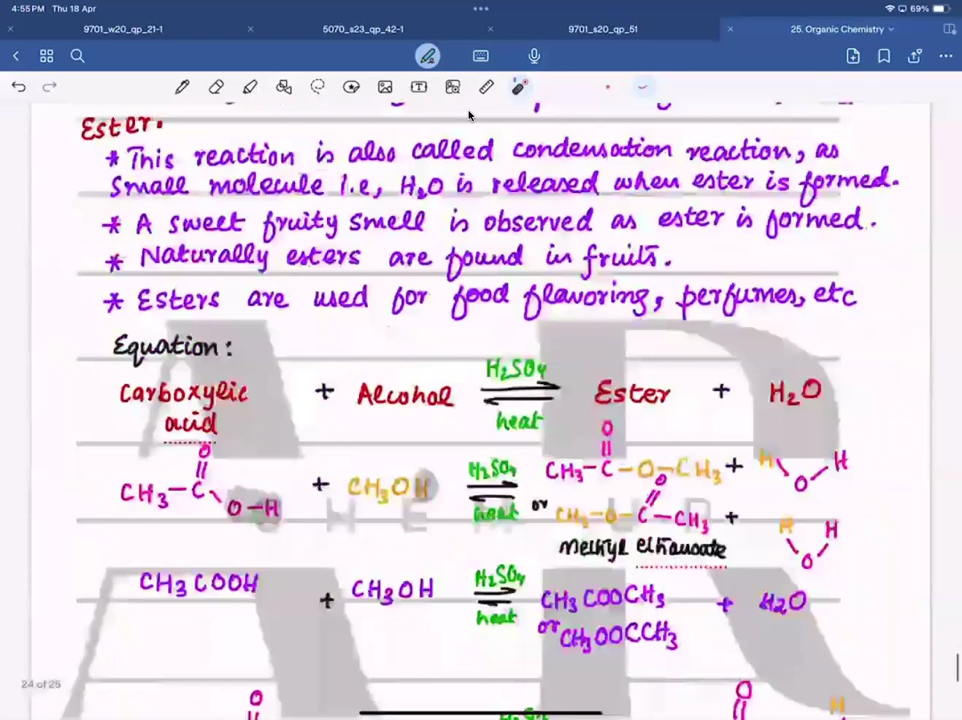 4:55 PM Thu 18 Apr
69%
9701_w20_qp_21-1
5070_s23_qp_42-1
9701_s20_qp_51
25. Organic Chemistry
Ester.
* This reaction is also called condensation reaction, as
small molecule i.e, H2O is released when ester is formed.
* A sweet fruity smell is observed as ester is formed.
* Naturally esters are found in fruits.
* Esters are used for food flavoring, perfumes, etc
Equation:
Carboxylic acid + Alcohol ⇌ H2SO4 heat Ester + H2O
CH3-C O O-H + CH3OH ⇌ H2SO4 heat CH3-C-O-CH3 O + H O H
or CH3-O-C-CH3 O + H O H
methyl ethanoate
CH3COOH + CH3OH ⇌ H2SO4 heat CH3COOCH3 + H2O
or CH3OOCCH3
24 of 25
O O H